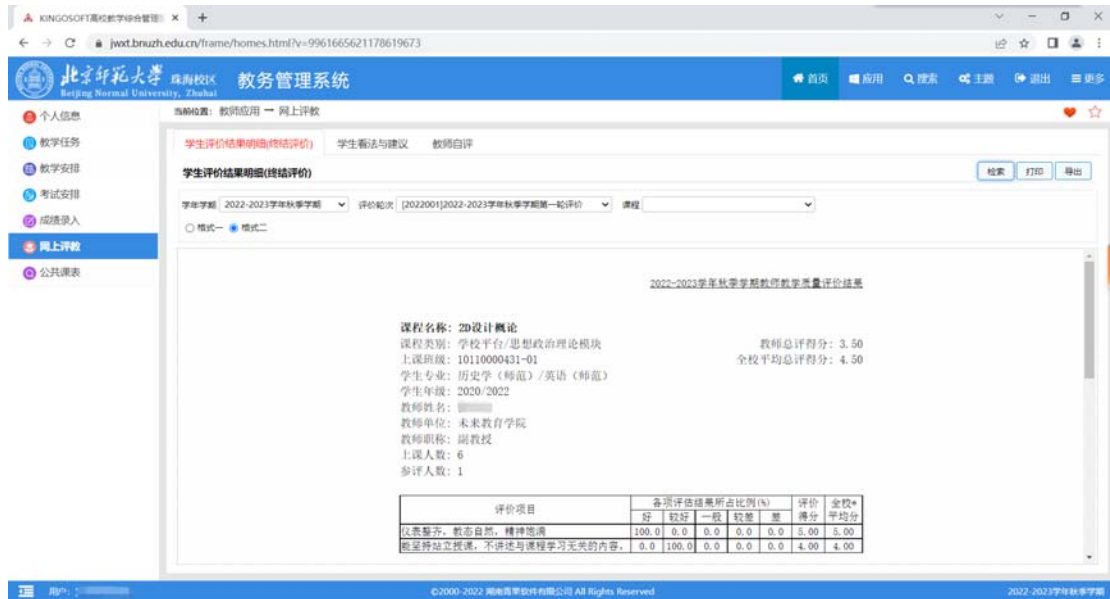 KINGOSOFT高校教学综合管理
jwxt.bnuzh.edu.cn/frame/homes.html?v=9961665621178619673
北京师范大学 珠海校区 教务管理系统
Beijing Normal University, Zhuhai
首页 应用 搜索 主题 退出 更多
个人信息
教学任务
教学安排
考试安排
成绩录入
网上评教
公共课表
当前位置: 教师应用 → 网上评教
学生评价结果明细(终结评价) 学生看法与建议 教师自评
学生评价结果明细(终结评价) 检索 打印 导出
学年学期 2022-2023学年秋季学期 评价轮次 [2022001]2022-2023学年秋季学期第一轮评价 课程
格式一 格式二
2022-2023学年秋季学期教师教学质量评价结果
课程名称: 2D设计概论
课程类别: 学校平台/思想政治理论模块 教师总评得分: 3.50
上课班级: 10110000431-01 全校平均总评得分: 4.50
学生专业: 历史学（师范）/英语（师范）
学生年级: 2020/2022
教师姓名:
教师单位: 未来教育学院
教师职称: 副教授
上课人数: 6
参评人数: 1
评价项目 各项评估结果所占比例(%) 评价得分 全校*平均分
好 较好 一般 较差 差
仪表整齐，教态自然，精神饱满 100.0 0.0 0.0 0.0 0.0 5.00 5.00
能坚持站立授课，不讲述与课程学习无关的内容， 0.0 100.0 0.0 0.0 0.0 4.00 4.00
用户:
©2000-2022 湖南青果软件有限公司 All Rights Reserved
2022-2023学年秋季学期